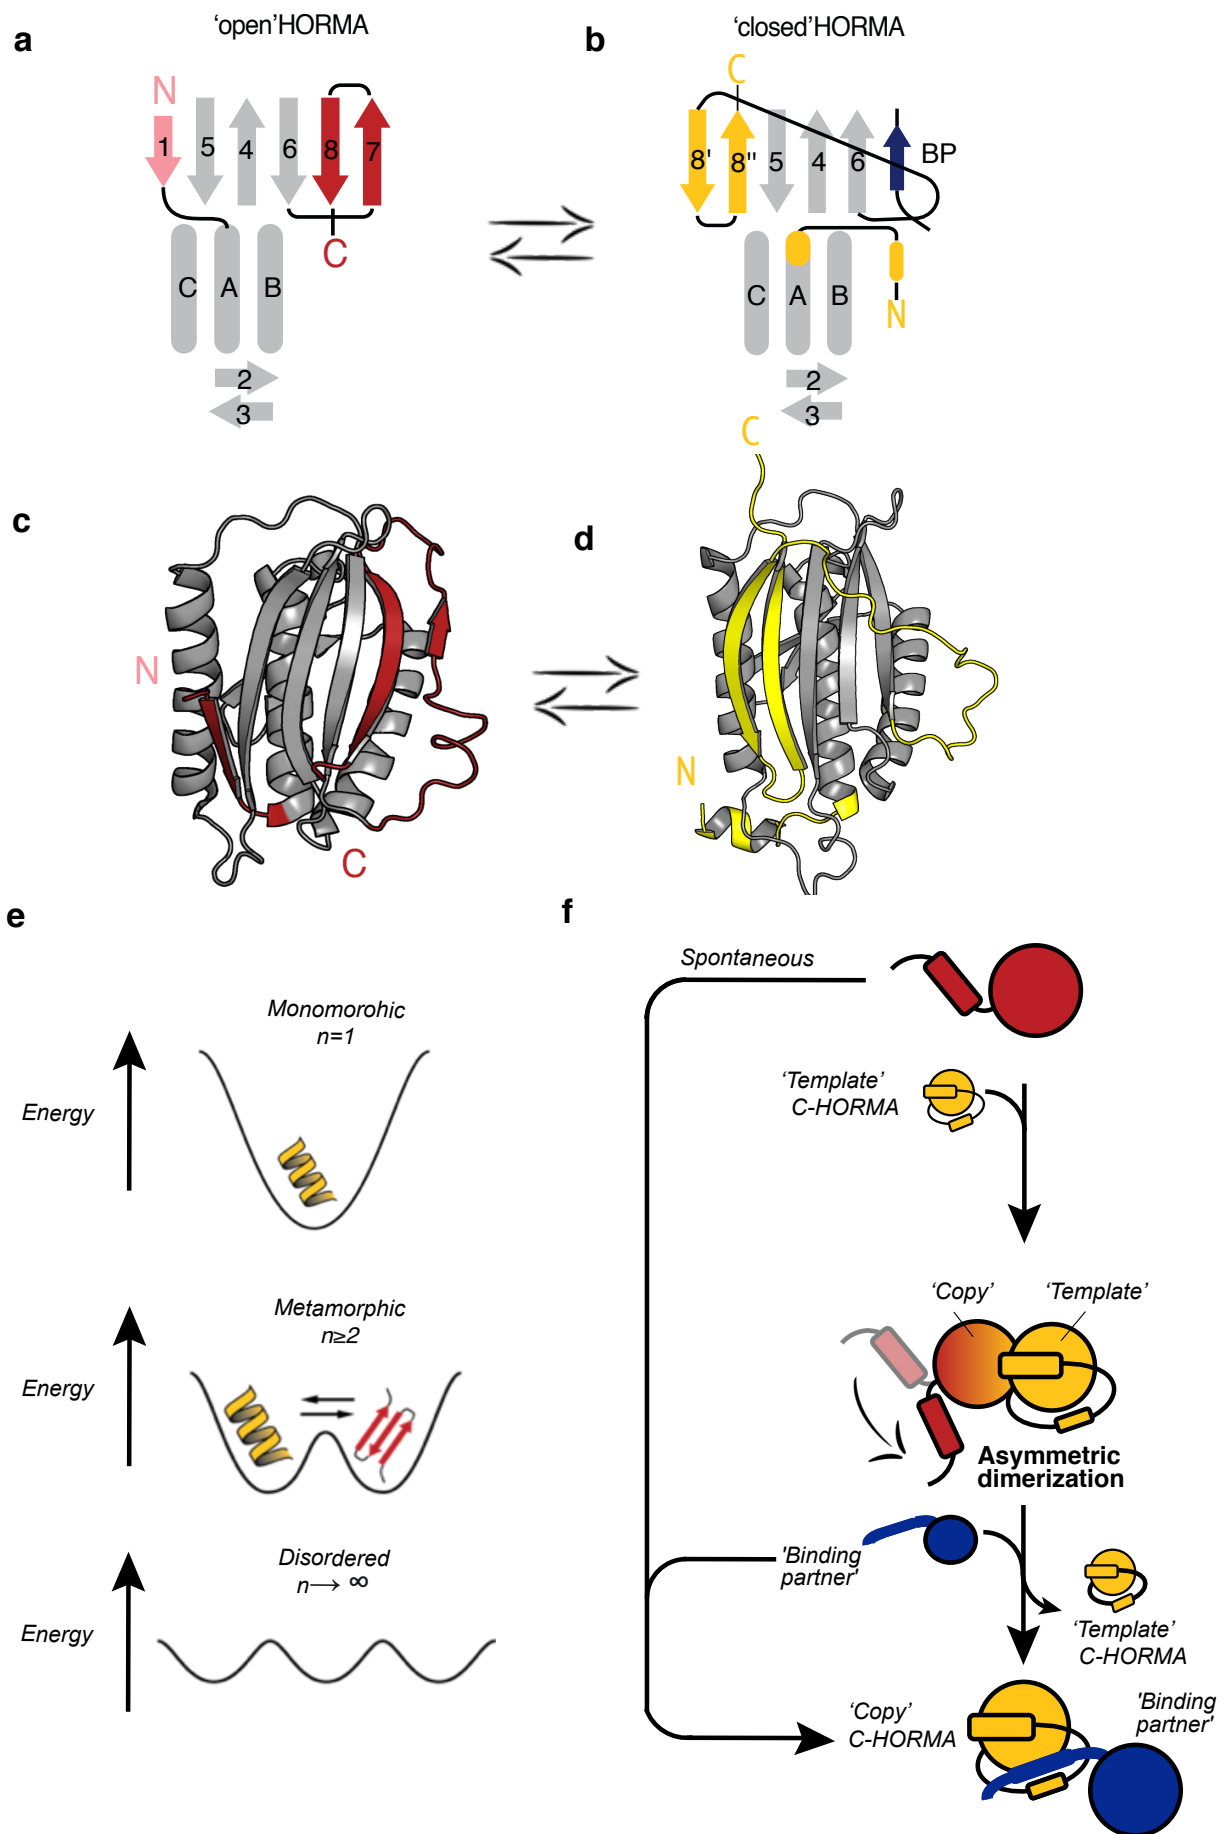 a
'open'HORMA
N
1
5
4
6
8
7
C
C
A
B
2
3
b
'closed'HORMA
C
8'
8"
5
4
6
BP
C
A
B
N
2
3
c
N
C
d
C
N
e
Monomorohic
n=1
Energy
Metamorphic
n≥2
Energy
Disordered
n→ ∞
Energy
f
Spontaneous
'Template'
C-HORMA
'Copy'
'Template'
Asymmetric
dimerization
'Binding
partner'
'Template'
C-HORMA
'Copy'
C-HORMA
'Binding
partner'